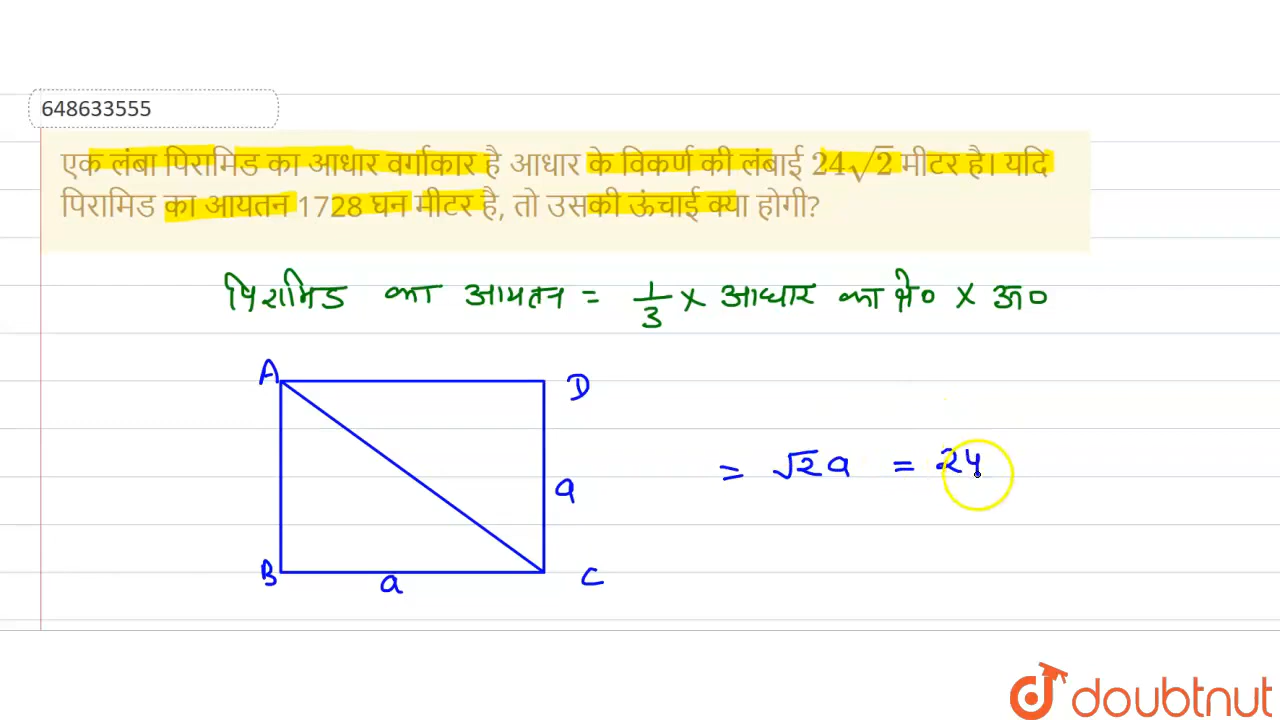 648633555
एक लंबा पिरामिड का आधार वर्गाकार है आधार के विकर्ण की लंबाई 24√2 मीटर है। यदि
पिरामिड का आयतन 1728 घन मीटर है, तो उसकी ऊंचाई क्या होगी?
पिरामिड का आयतन = 1/3 × आधार का क्षे० × ऊ०
A
D
= √2a = 24
a
B
a
C
doubtnut